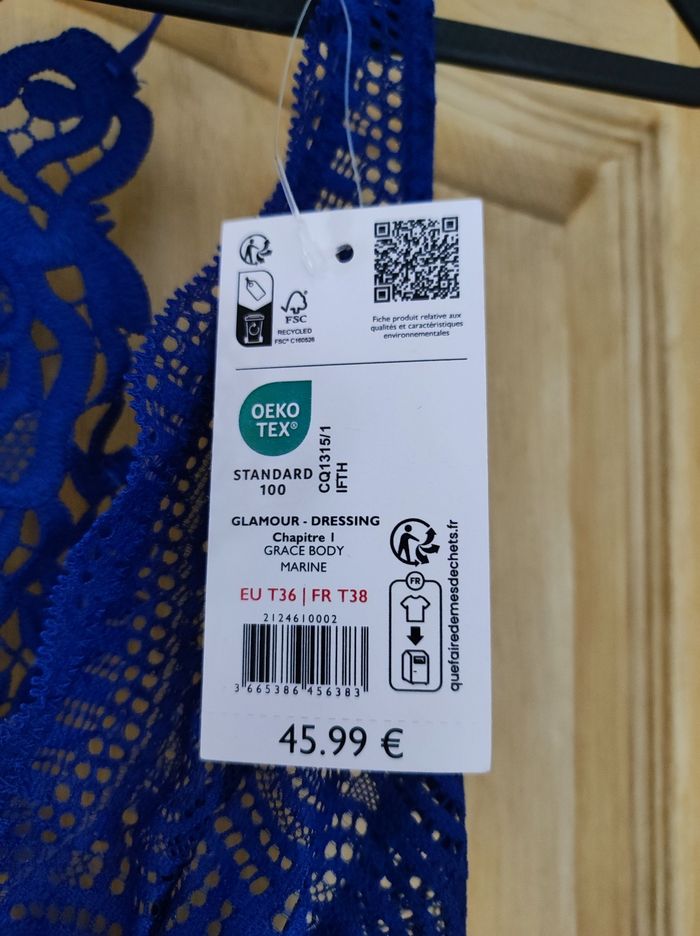 FSC
RECYCLED
FSC® C160526
Fiche produit relative aux
qualités et caractéristiques
environnementales
OEKO
TEX®
STANDARD
100
CQ1315/1
IFTH
GLAMOUR - DRESSING
Chapitre 1
GRACE BODY
MARINE
EU T36 | FR T38
2124610002
3 665386 456383
FR
quefairedemesdechets.fr
45.99 €